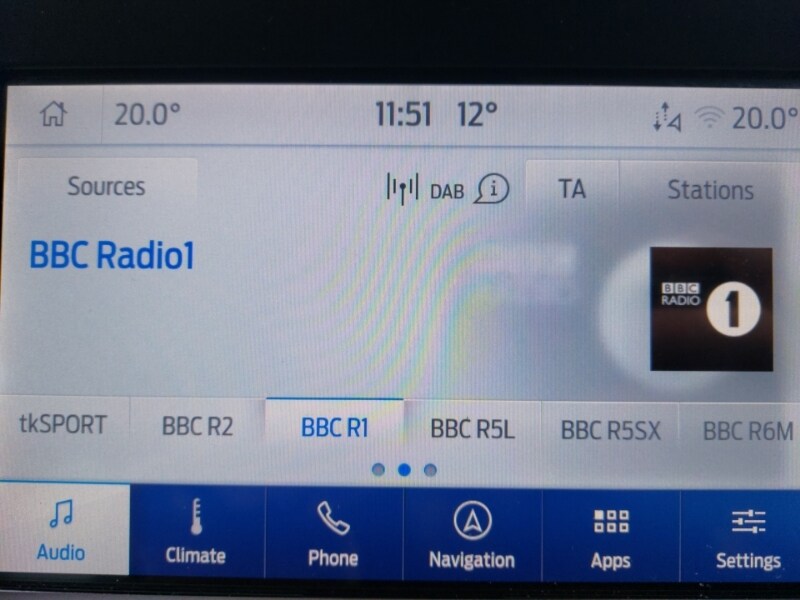 20.0°
11:51 12°
20.0°
Sources
DAB
TA
Stations
BBC Radio1
BBC
RADIO
1
tkSPORT
BBC R2
BBC R1
BBC R5L
BBC R5SX
BBC R6M
Audio
Climate
Phone
Navigation
Apps
Settings